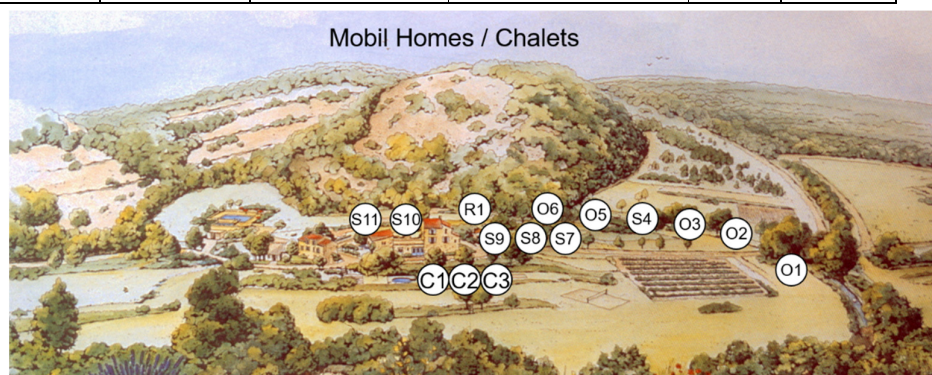 Mobil Homes / Chalets
S11
S10
R1
O6
O5
S4
O3
O2
S9
S8
S7
O1
C1
C2
C3